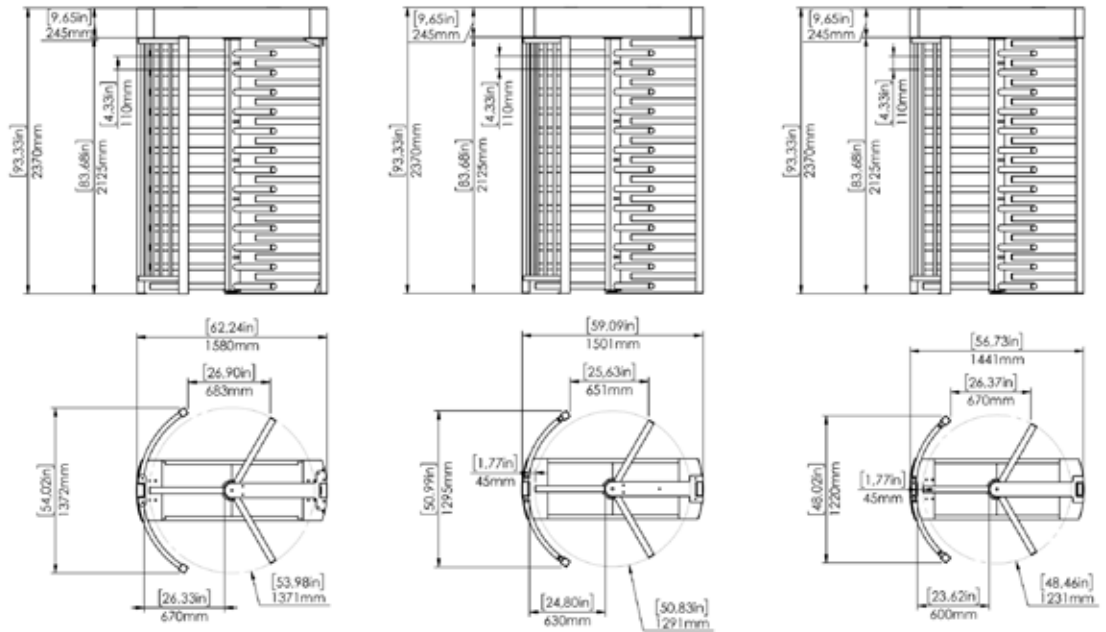 [9,65in]
245mm
[4,33in]
110mm
[93,33in]
2370mm
[83,68in]
2125mm
[9,65in]
245mm
[4,33in]
110mm
[93,33in]
2370mm
[83,68in]
2125mm
[9,65in]
245mm
[4,33in]
110mm
[93,33in]
2370mm
[83,68in]
2125mm
[62,24in]
1580mm
[26,90in]
683mm
[54,02in]
1372mm
[53,98in]
1371mm
[26,33in]
670mm
[59,09in]
1501mm
[25,63in]
651mm
[1,77in]
45mm
[50,99in]
1295mm
[24,80in]
630mm
[50,83in]
1291mm
[56,73in]
1441mm
[26,37in]
670mm
[1,77in]
45mm
[48,02in]
1220mm
[48,46in]
1231mm
[23,62in]
600mm